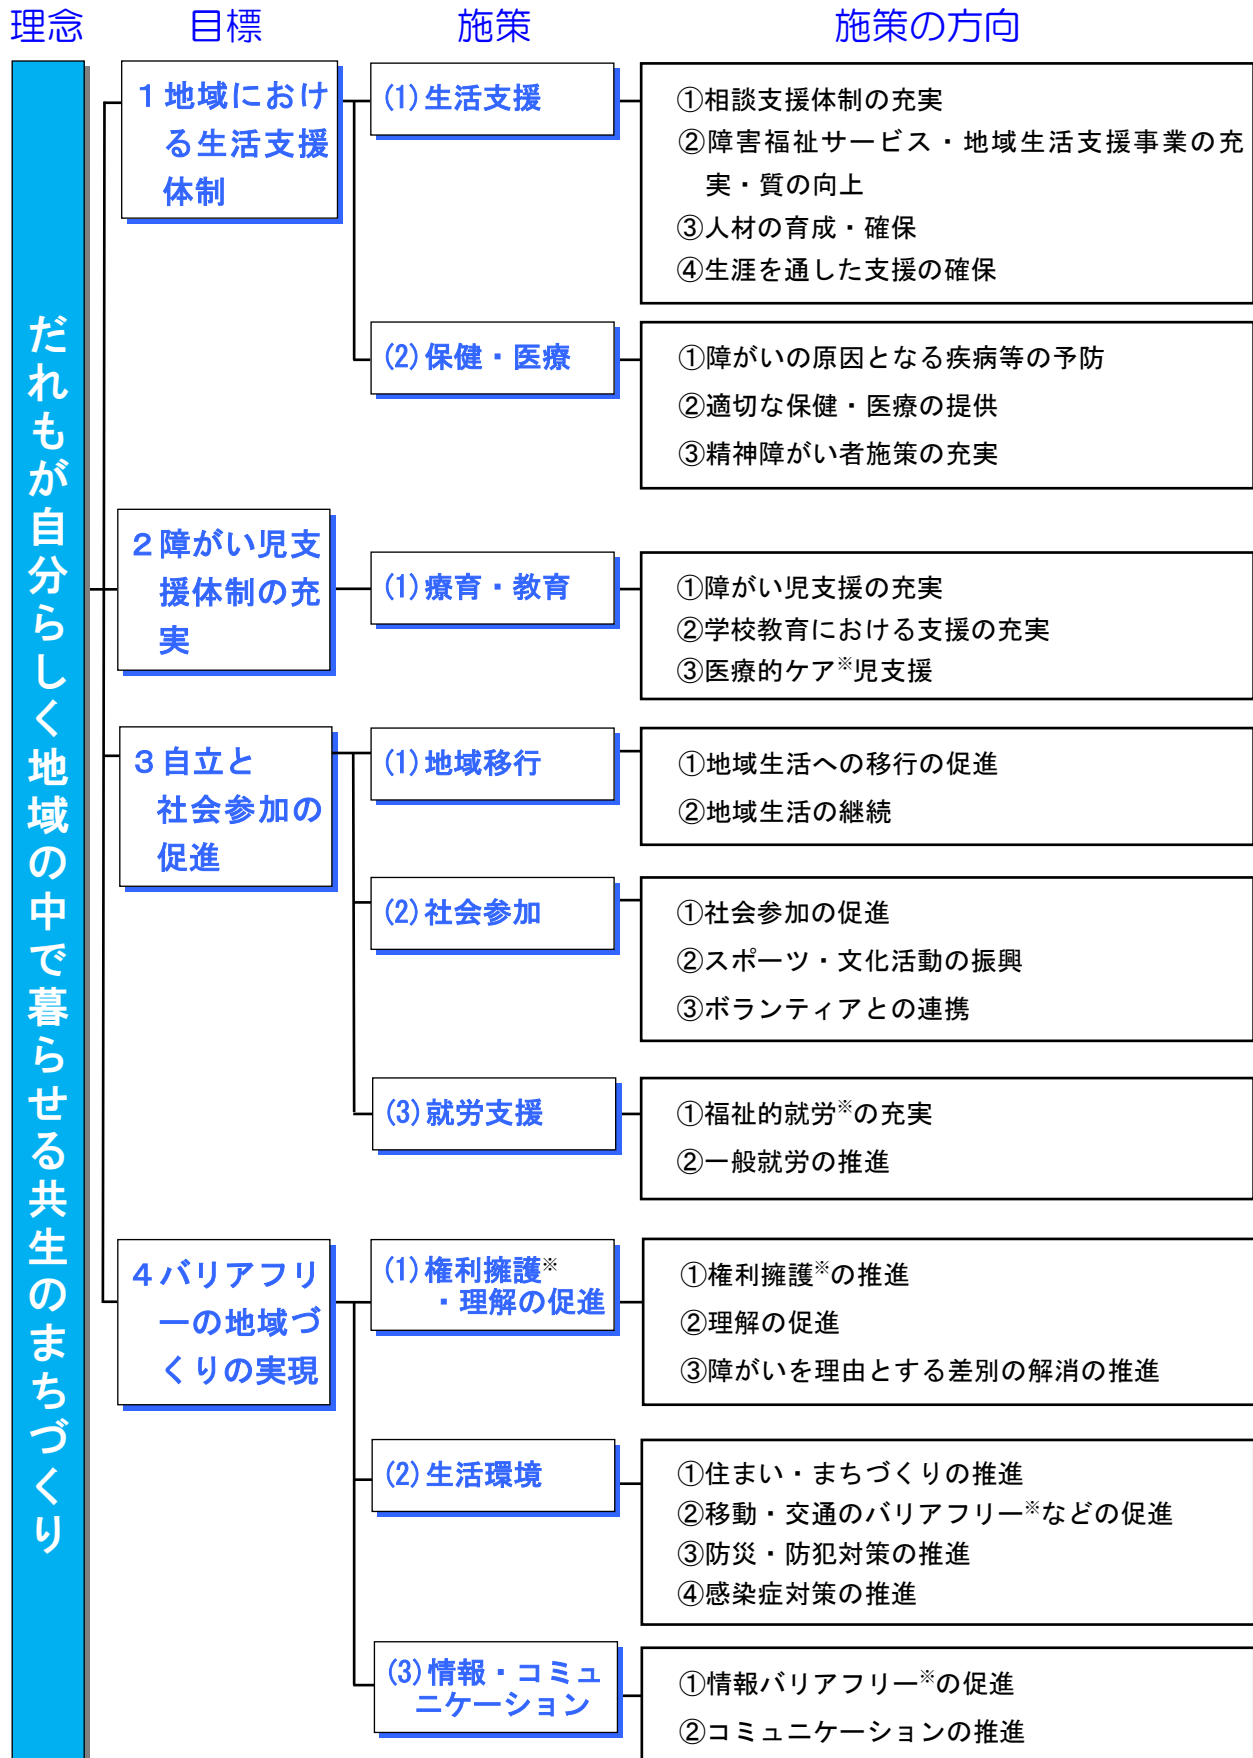 理念
目標
施策
施策の方向
だれもが自分らしく地域の中で暮らせる共生のまちづくり
1 地域におけ
る生活支援
体制
(1) 生活支援
①相談支援体制の充実
②障害福祉サービス・地域生活支援事業の充
実・質の向上
③人材の育成・確保
④生涯を通した支援の確保
(2) 保健・医療
①障がいの原因となる疾病等の予防
②適切な保健・医療の提供
③精神障がい者施策の充実
2 障がい児支
援体制の充
実
(1) 療育・教育
①障がい児支援の充実
②学校教育における支援の充実
③医療的ケア※児支援
3 自立と
社会参加の
促進
(1) 地域移行
①地域生活への移行の促進
②地域生活の継続
(2) 社会参加
①社会参加の促進
②スポーツ・文化活動の振興
③ボランティアとの連携
(3) 就労支援
①福祉的就労※の充実
②一般就労の推進
4 バリアフリ
ーの地域づ
くりの実現
(1) 権利擁護※
・理解の促進
①権利擁護※の推進
②理解の促進
③障がいを理由とする差別の解消の推進
(2) 生活環境
①住まい・まちづくりの推進
②移動・交通のバリアフリー※などの促進
③防災・防犯対策の推進
④感染症対策の推進
(3) 情報・コミュ
ニケーション
①情報バリアフリー※の促進
②コミュニケーションの推進